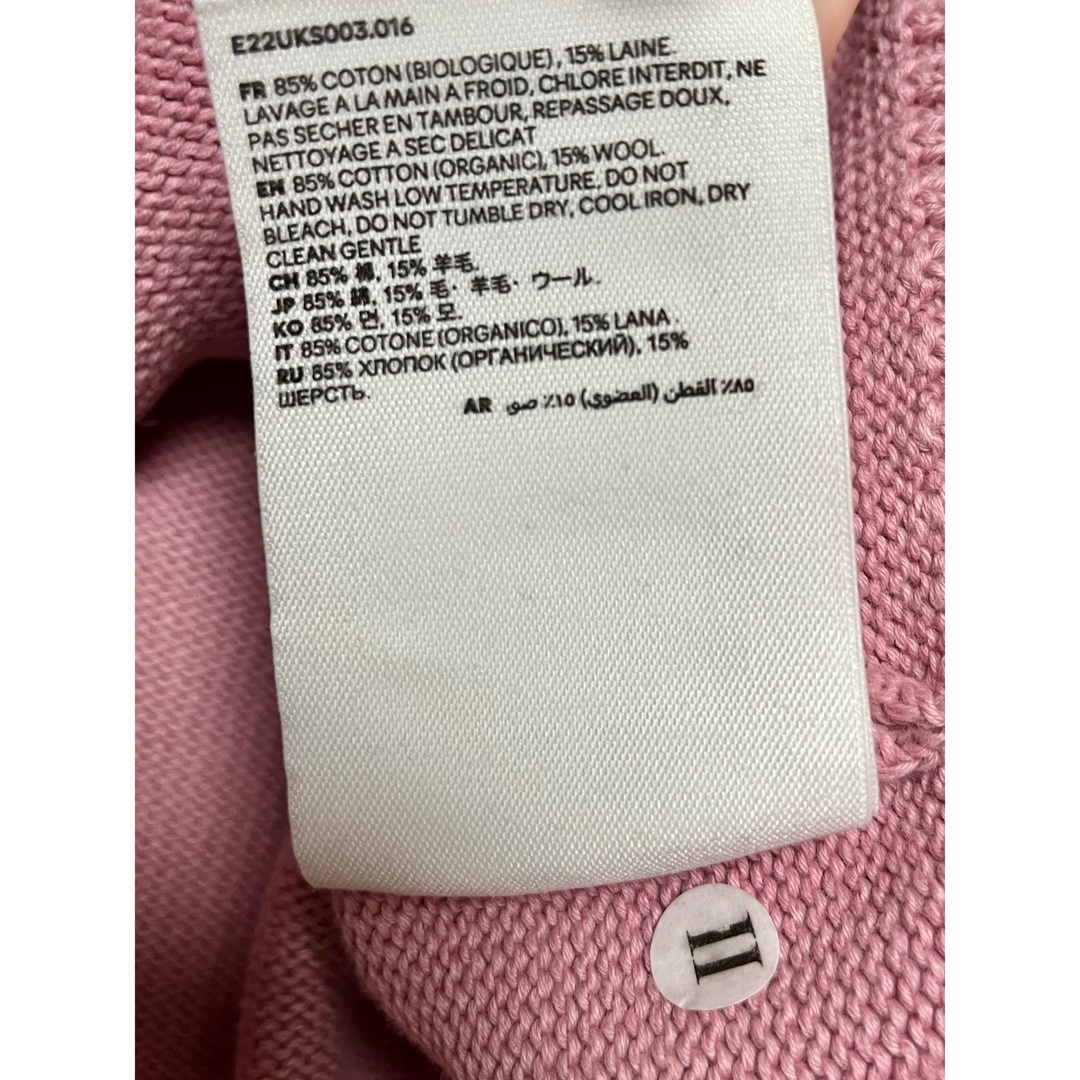 E22UKS003.016
FR 85% COTON (BIOLOGIQUE), 15% LAINE.
LAVAGE A LA MAIN A FROID, CHLORE INTERDIT, NE
PAS SECHER EN TAMBOUR, REPASSAGE DOUX,
NETTOYAGE A SEC DELICAT
EN 85% COTTON (ORGANIC), 15% WOOL.
HAND WASH LOW TEMPERATURE, DO NOT
BLEACH, DO NOT TUMBLE DRY, COOL IRON, DRY
CLEAN GENTLE
CH 85% 棉, 15% 羊毛.
JP 85% 綿, 15% 毛・羊毛・ウール.
KO 85% 면, 15% 모.
IT 85% COTONE (ORGANICO), 15% LANA.
RU 85% ХЛОПОК (ОРГАНИЧЕСКИЙ), 15%
ШЕРСТЬ.
٨٥٪ القطن (العضوي) ١٥٪ صو AR
II